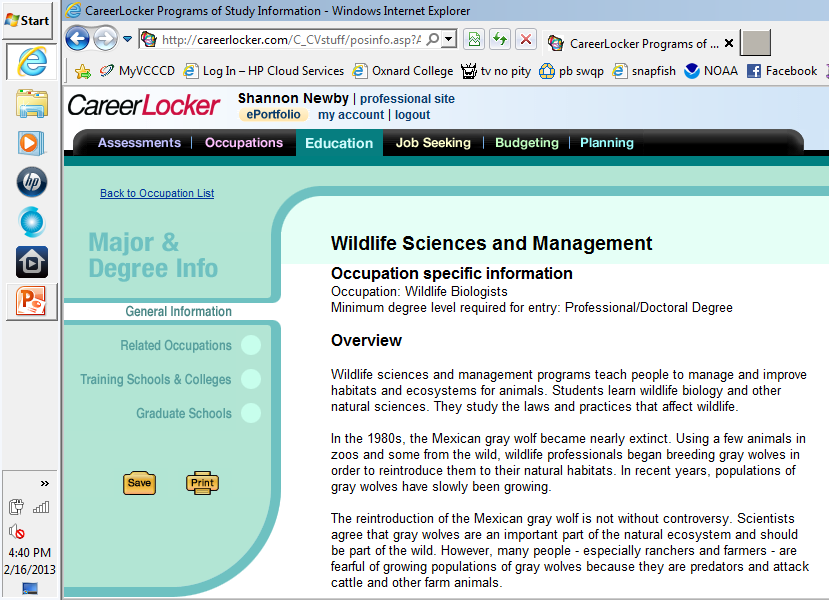 CareerLocker Programs of Study Information - Windows Internet Explorer
Start
http://careerlocker.com/C_CVstuff/posinfo.asp?
CareerLocker Programs of ...
MyVCCCD
Log In – HP Cloud Services
Oxnard College
tv no pity
pb swqp
snapfish
NOAA
Facebook
CareerLocker
Shannon Newby | professional site
ePortfolio my account | logout
Assessments | Occupations Education Job Seeking | Budgeting | Planning
Back to Occupation List
Major &
Degree Info
General Information
Related Occupations
Training Schools & Colleges
Graduate Schools
Save Print
Wildlife Sciences and Management
Occupation specific information
Occupation: Wildlife Biologists
Minimum degree level required for entry: Professional/Doctoral Degree
Overview
Wildlife sciences and management programs teach people to manage and improve
habitats and ecosystems for animals. Students learn wildlife biology and other
natural sciences. They study the laws and practices that affect wildlife.
In the 1980s, the Mexican gray wolf became nearly extinct. Using a few animals in
zoos and some from the wild, wildlife professionals began breeding gray wolves in
order to reintroduce them to their natural habitats. In recent years, populations of
gray wolves have slowly been growing.
The reintroduction of the Mexican gray wolf is not without controversy. Scientists
agree that gray wolves are an important part of the natural ecosystem and should
be part of the wild. However, many people - especially ranchers and farmers - are
fearful of growing populations of gray wolves because they are predators and attack
cattle and other farm animals.
hp
P
»
4:40 PM
2/16/2013